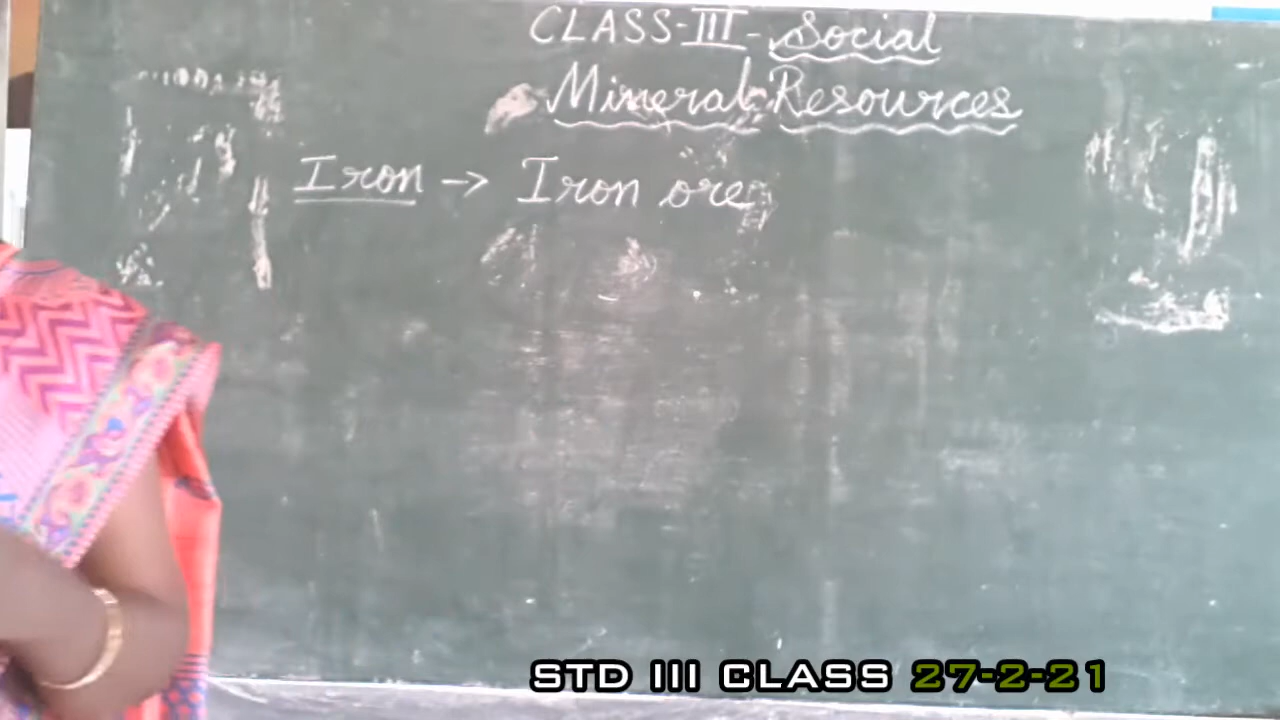 CLASS-III-Social
Mineral Resources
Iron -> Iron ore
STD III CLASS 27-2-21